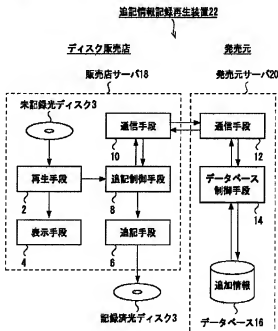 追記情報記録再生装置22
ディスク販売店
発売元
販売店サーバ18
発売元サーバ20
未記録光ディスク3
通信手段
通信手段
10
12
再生手段
追記制御手段
データベース
制御手段
2
8
14
表示手段
追記手段
4
6
追加情報
記録済光ディスク3
データベース16